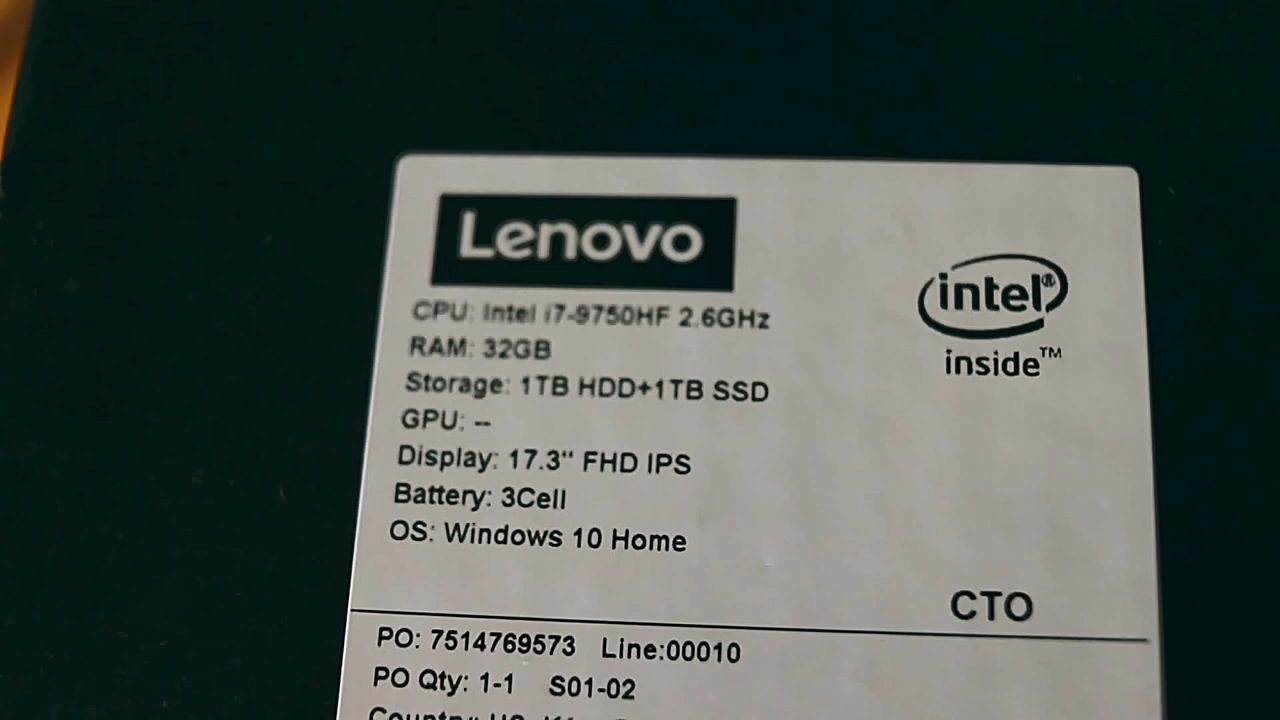 Lenovo
intel®
inside™
CPU: Intel i7-9750HF 2.6GHz
RAM: 32GB
Storage: 1TB HDD+1TB SSD
GPU: --
Display: 17.3" FHD IPS
Battery: 3Cell
OS: Windows 10 Home
CTO
PO: 7514769573 Line:00010
PO Qty: 1-1 S01-02